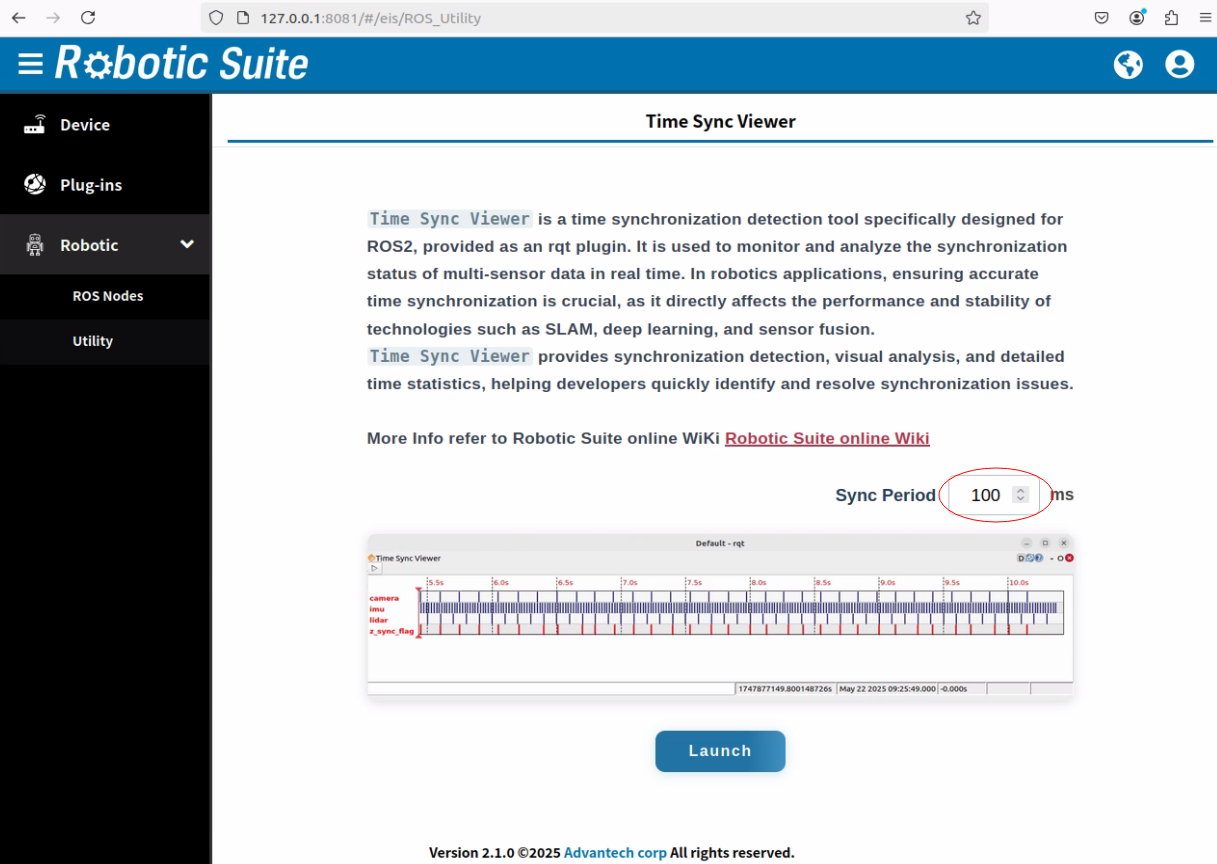 127.0.0.1:8081/#/eis/ROS_Utility
Robotic Suite
Device
Plug-ins
Robotic
ROS Nodes
Utility
Time Sync Viewer
Time Sync Viewer is a time synchronization detection tool specifically designed for
ROS2, provided as an rqt plugin. It is used to monitor and analyze the synchronization
status of multi-sensor data in real time. In robotics applications, ensuring accurate
time synchronization is crucial, as it directly affects the performance and stability of
technologies such as SLAM, deep learning, and sensor fusion.
Time Sync Viewer provides synchronization detection, visual analysis, and detailed
time statistics, helping developers quickly identify and resolve synchronization issues.
More Info refer to Robotic Suite online WiKi Robotic Suite online Wiki
Sync Period 100 ms
Default - rqt
Time Sync Viewer
5.5s 6.0s 6.5s 7.0s 7.5s 8.0s 8.5s 9.0s 9.5s 10.0s
camera
imu
lidar
z_sync_flag
1747877149.800148726s May 22 2025 09:25:49.000 -0.000s
Launch
Version 2.1.0 ©2025 Advantech corp All rights reserved.